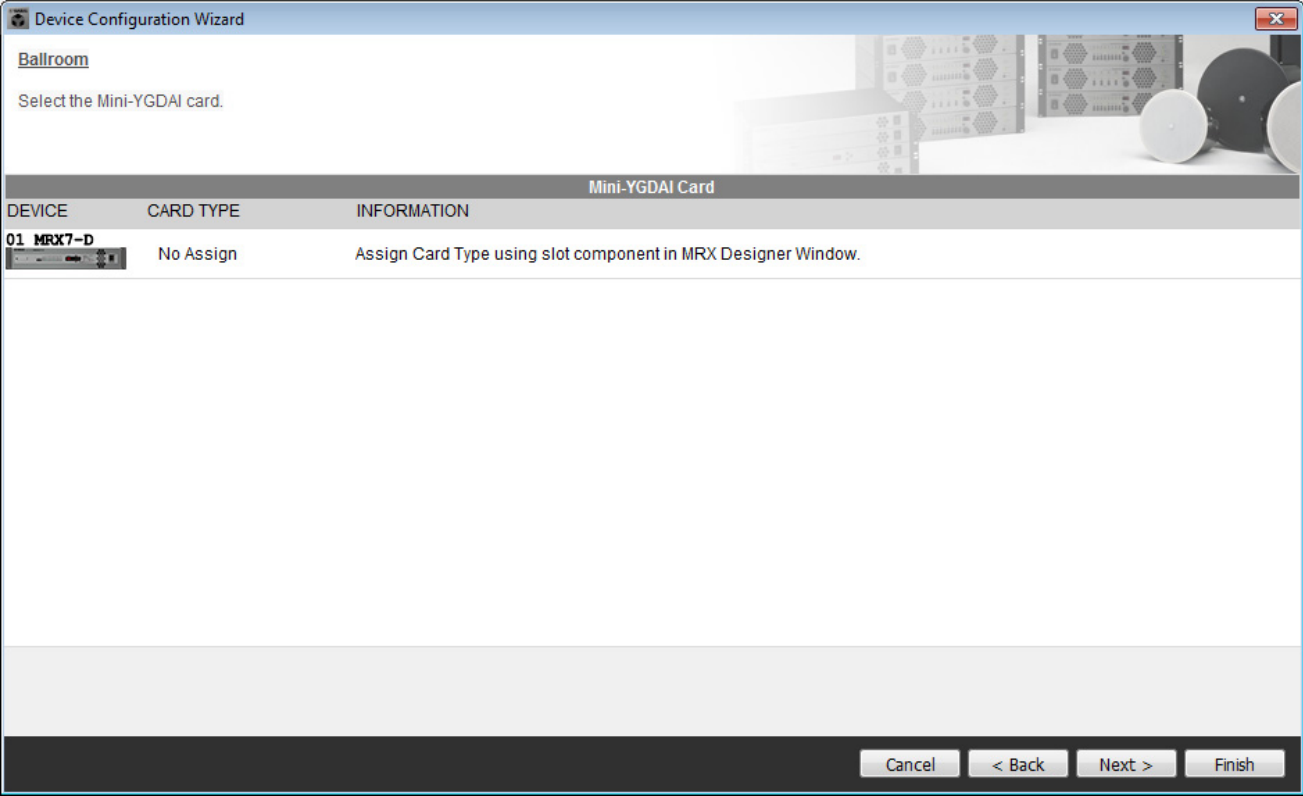 Device Configuration Wizard
Ballroom
Select the Mini-YGDAI card.
Mini-YGDAI Card
DEVICE CARD TYPE INFORMATION
01 MRX7-D
No Assign Assign Card Type using slot component in MRX Designer Window.
Cancel < Back Next > Finish